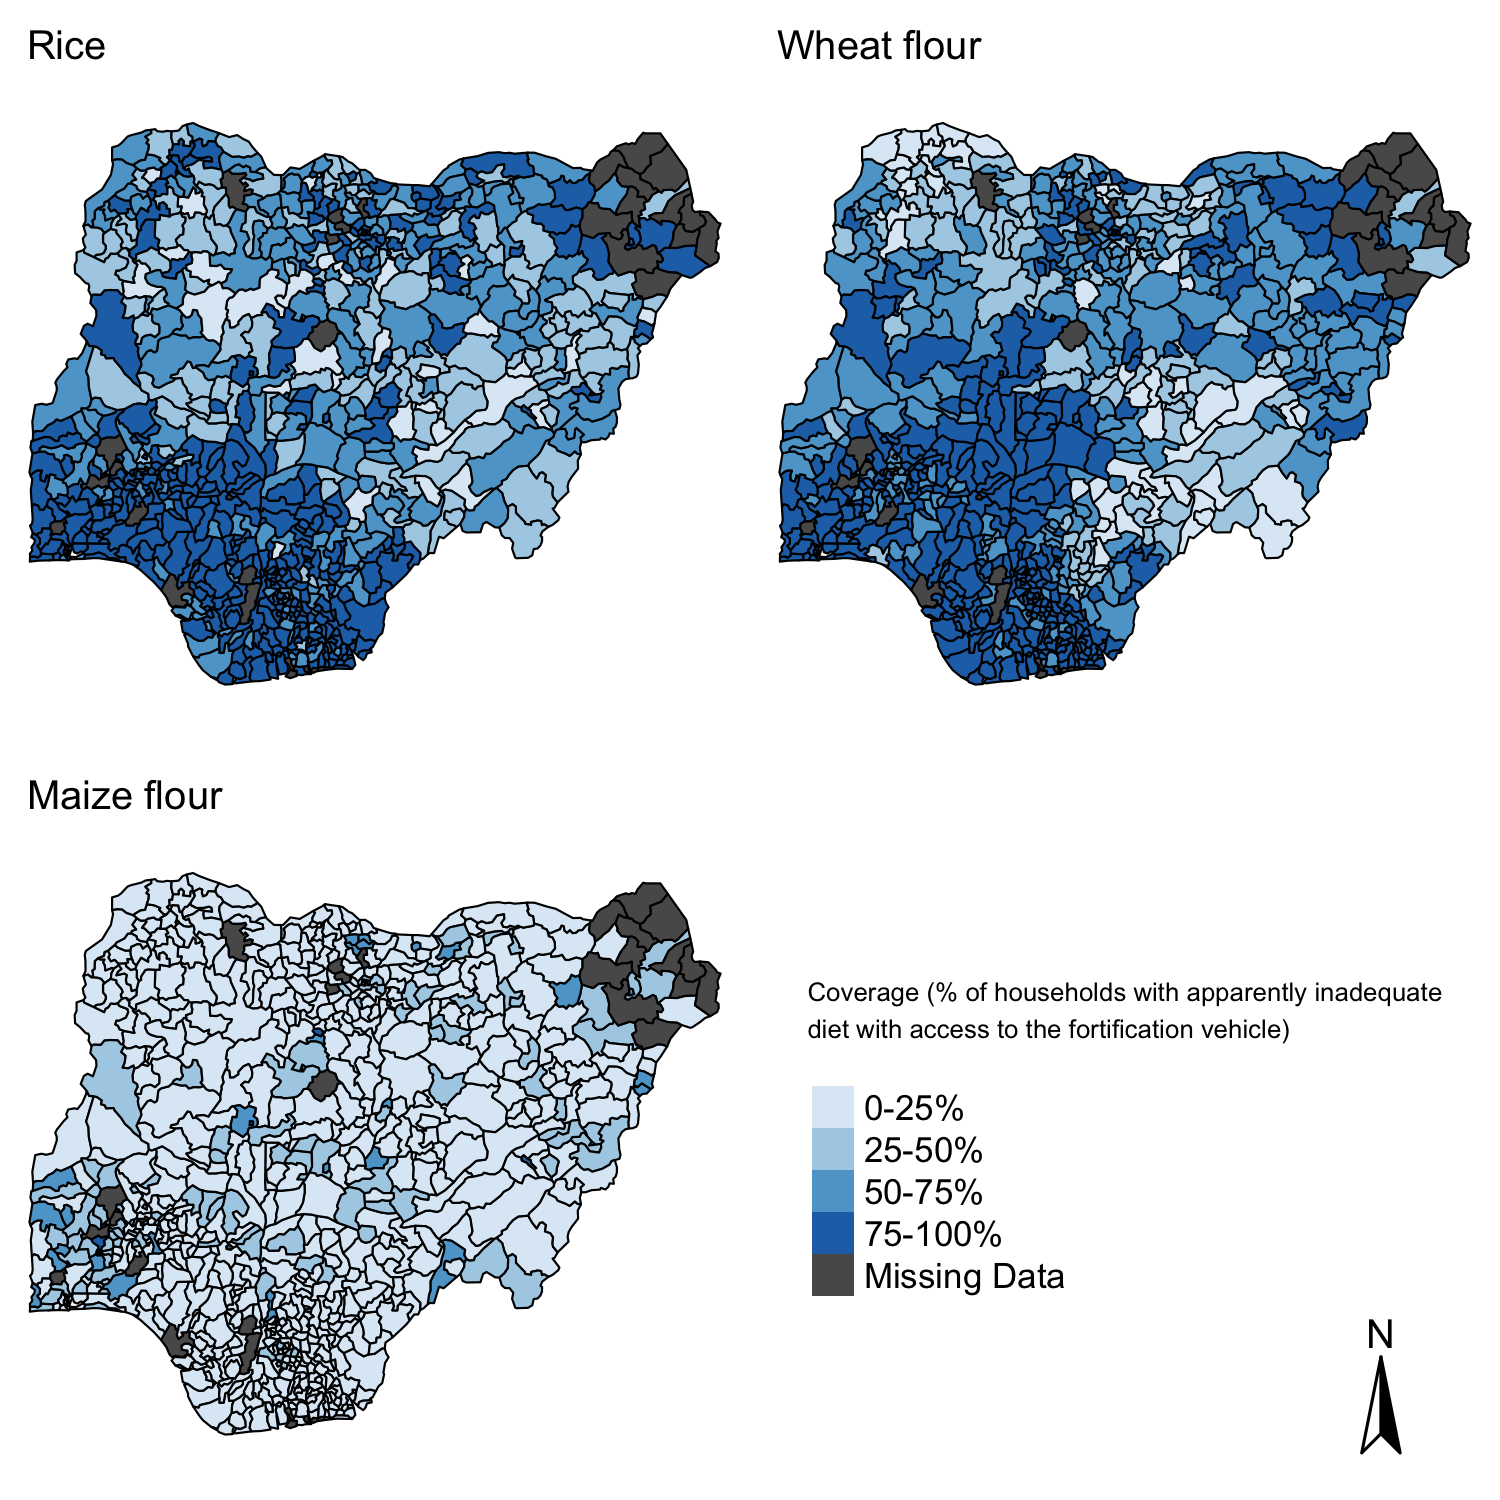 Rice
Wheat flour
Maize flour
Coverage (% of households with apparently inadequate
diet with access to the fortification vehicle)
0-25%
25-50%
50-75%
75-100%
Missing Data
N